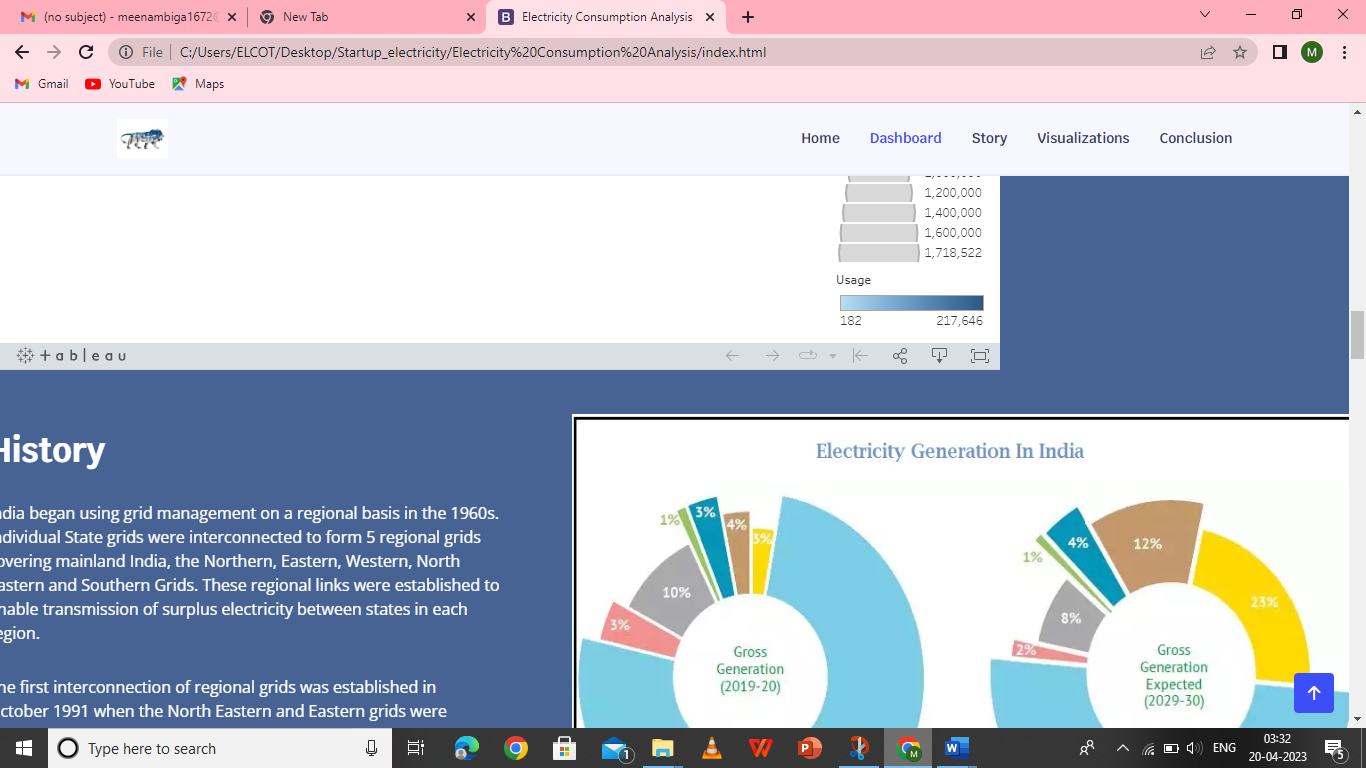 (no subject) - meenambiga1672@
New Tab
Electricity Consumption Analysis
File
C:/Users/ELCOT/Desktop/Startup_electricity/Electricity%20Consumption%20Analysis/index.html
M
Gmail
YouTube
Maps
Home
Dashboard
Story
Visualizations
Conclusion
1,200,000
1,400,000
1,600,000
1,718,522
Usage
182
217,646
+ableau
History
ndia began using grid management on a regional basis in the 1960s.
ndividual State grids were interconnected to form 5 regional grids
overing mainland India, the Northern, Eastern, Western, North
astern and Southern Grids. These regional links were established to
nable transmission of surplus electricity between states in each
egion.
he first interconnection of regional grids was established in
ctober 1991 when the North Eastern and Eastern grids were
Electricity Generation In India
1%
3%
4%
3%
10%
3%
Gross
Generation
(2019-20)
1%
4%
12%
23%
8%
2%
Gross
Generation
Expected
(2029-30)
Type here to search
1
M
ENG
03:32
20-04-2023
5